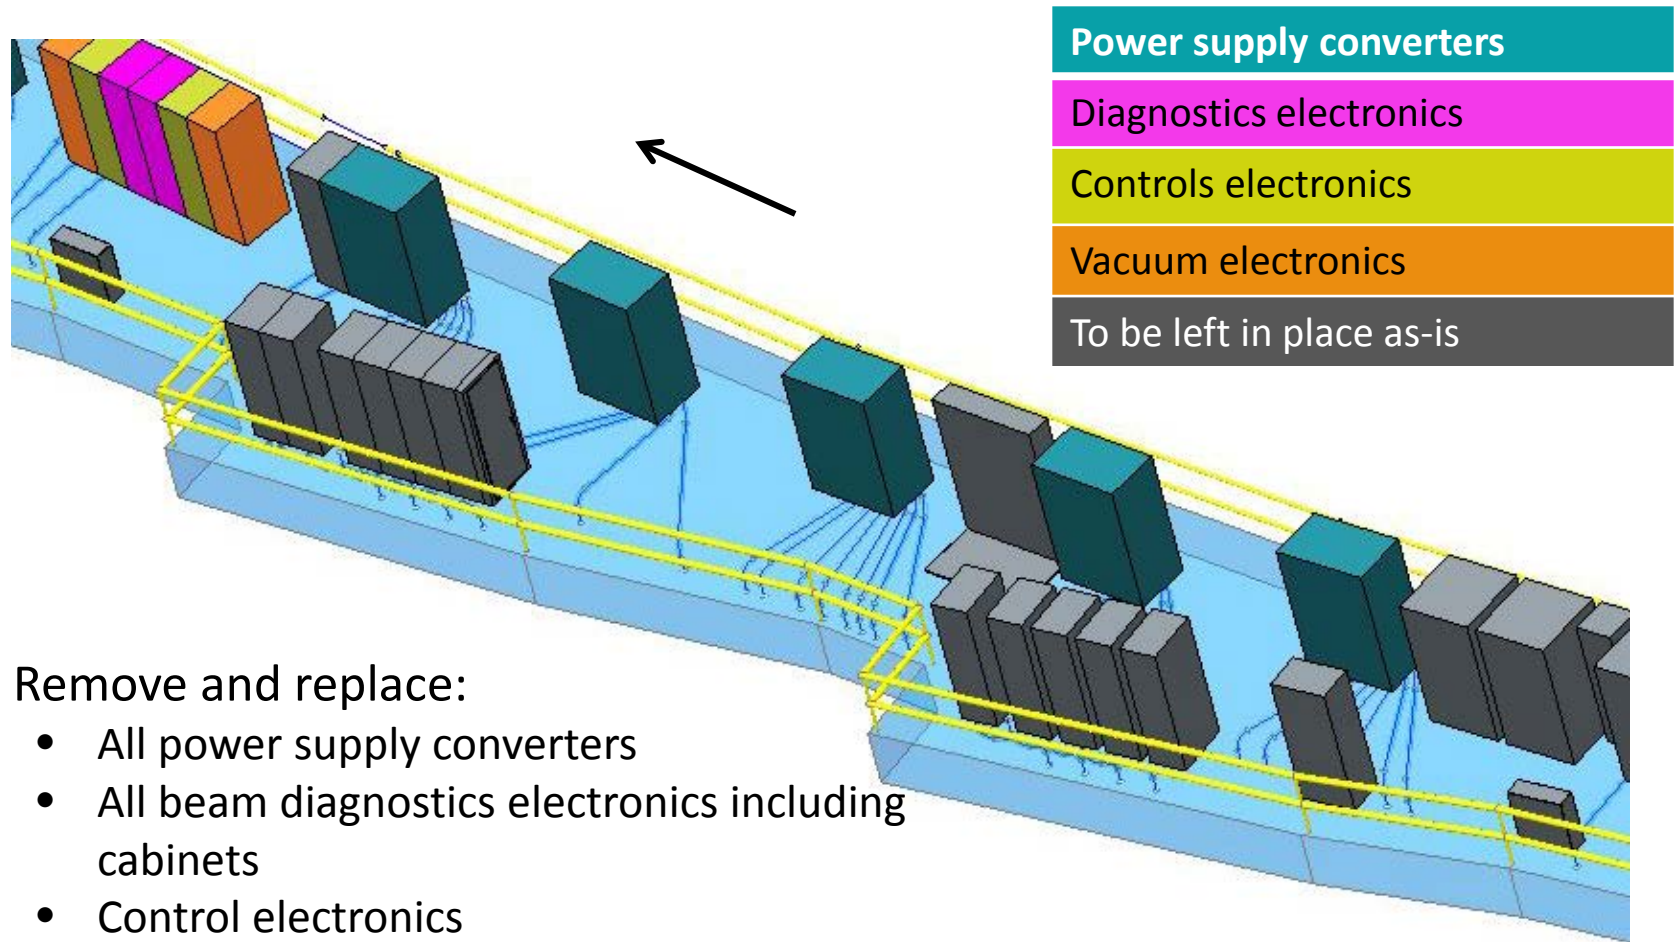 Power supply converters
Diagnostics electronics
Controls electronics
Vacuum electronics
To be left in place as-is
Remove and replace:
• All power supply converters
• All beam diagnostics electronics including
cabinets
• Control electronics